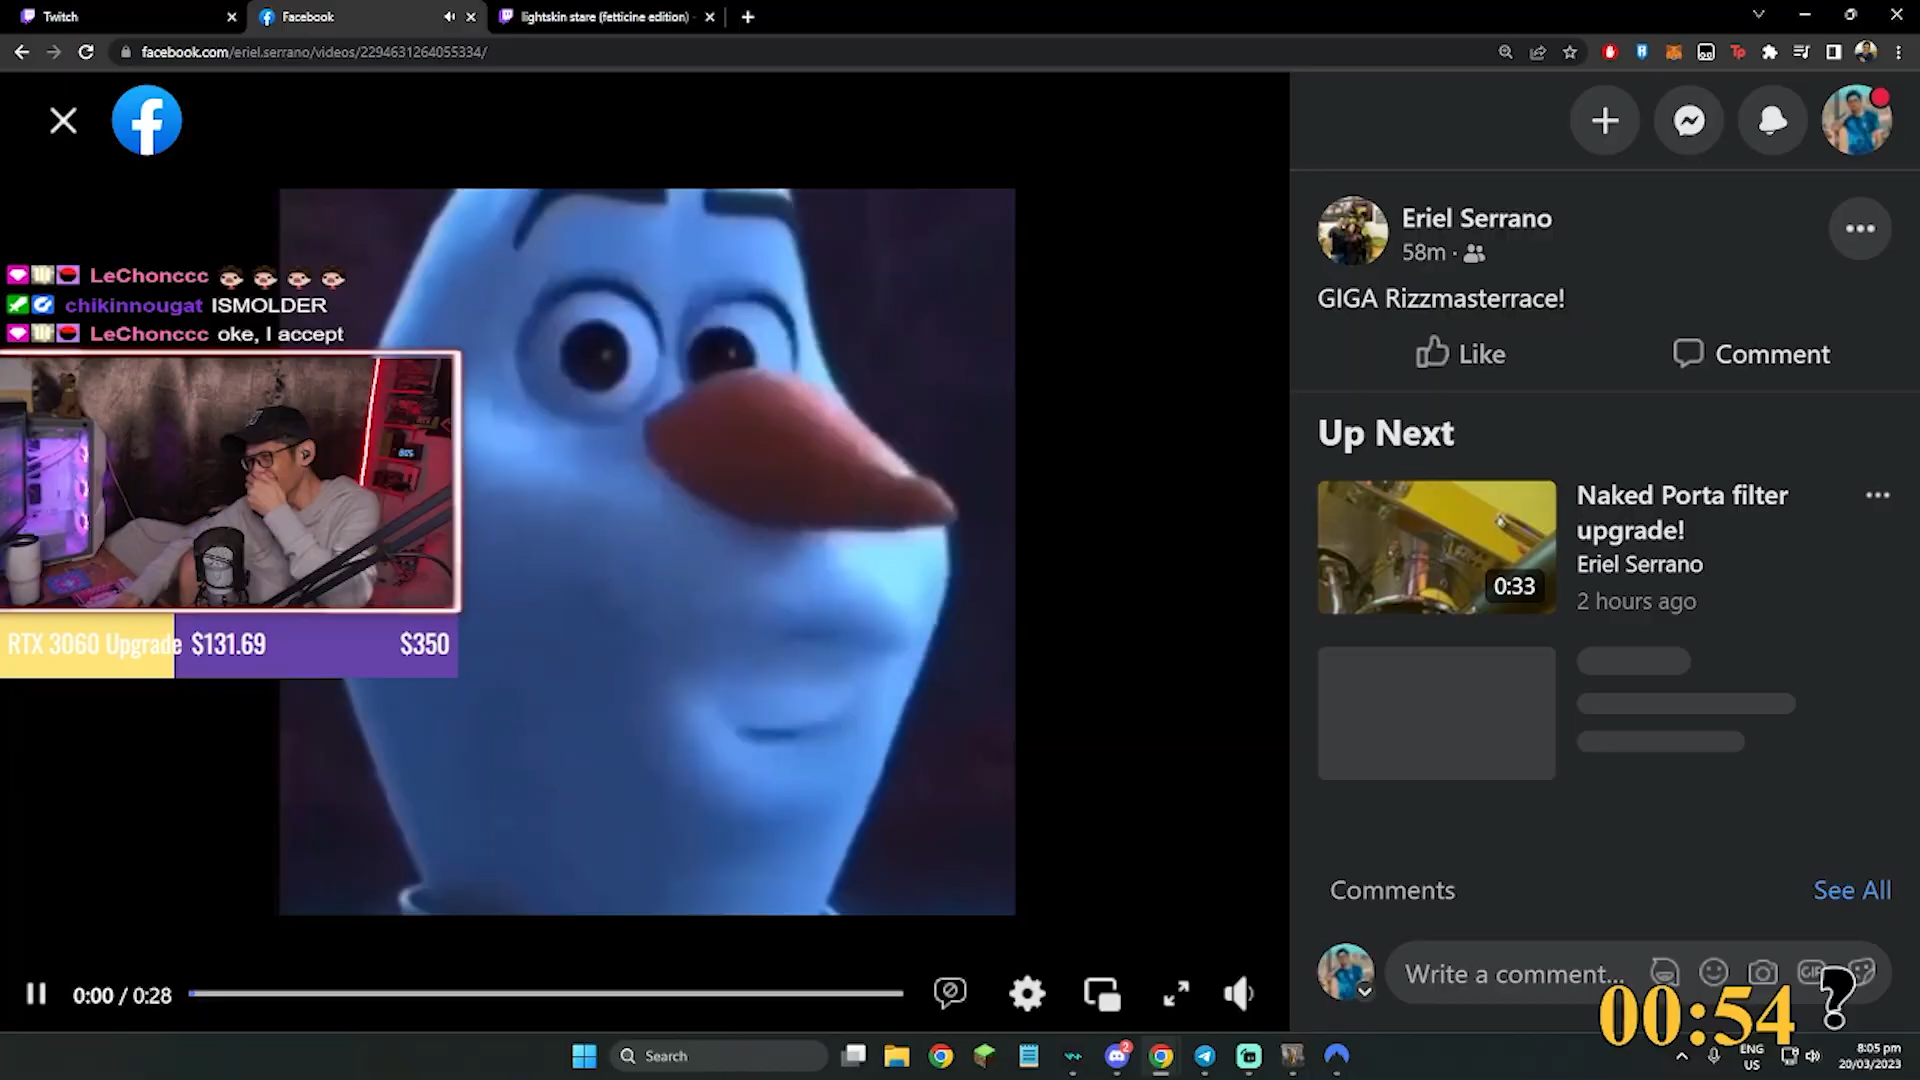 Twitch
Facebook
lightskin stare (fetticine edition)
facebook.com/eriel.serrano/videos/2294631264055334/
Eriel Serrano
58m ·
GIGA Rizzmasterrace!
Like
Comment
LeChonccc
chikinnougat ISMOLDER
LeChonccc oke, I accept
RTX 3060 Upgrade $131.69 $350
Up Next
Naked Porta filter
upgrade!
Eriel Serrano
2 hours ago
0:33
Comments
See All
Write a comment...
0:00 / 0:28
00:54 ?
Search
ENG
US
8:05 pm
20/03/2023